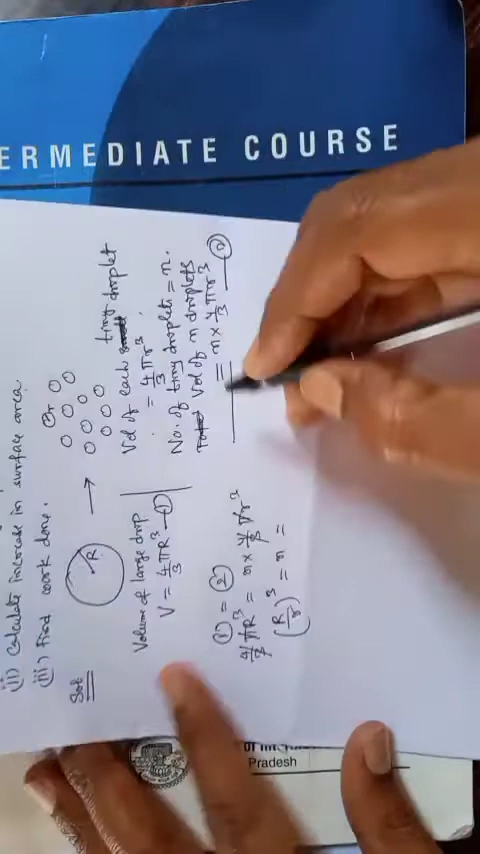 ERMEDIATE COURSE
(ii) Calculate increase in surface area.
(iii) Find work done.
Sol
R
r
Volume of large drop
V = 4/3 πR³ —①
Vol of each tiny droplet
= 4/3 πr³.
No. of tiny droplets = n.
Vol of n droplets
= n × 4/3 πr³ —②
① = ②
4/3 πR³ = n × 4/3 πr³
(R/r)³ = n =
Pradesh